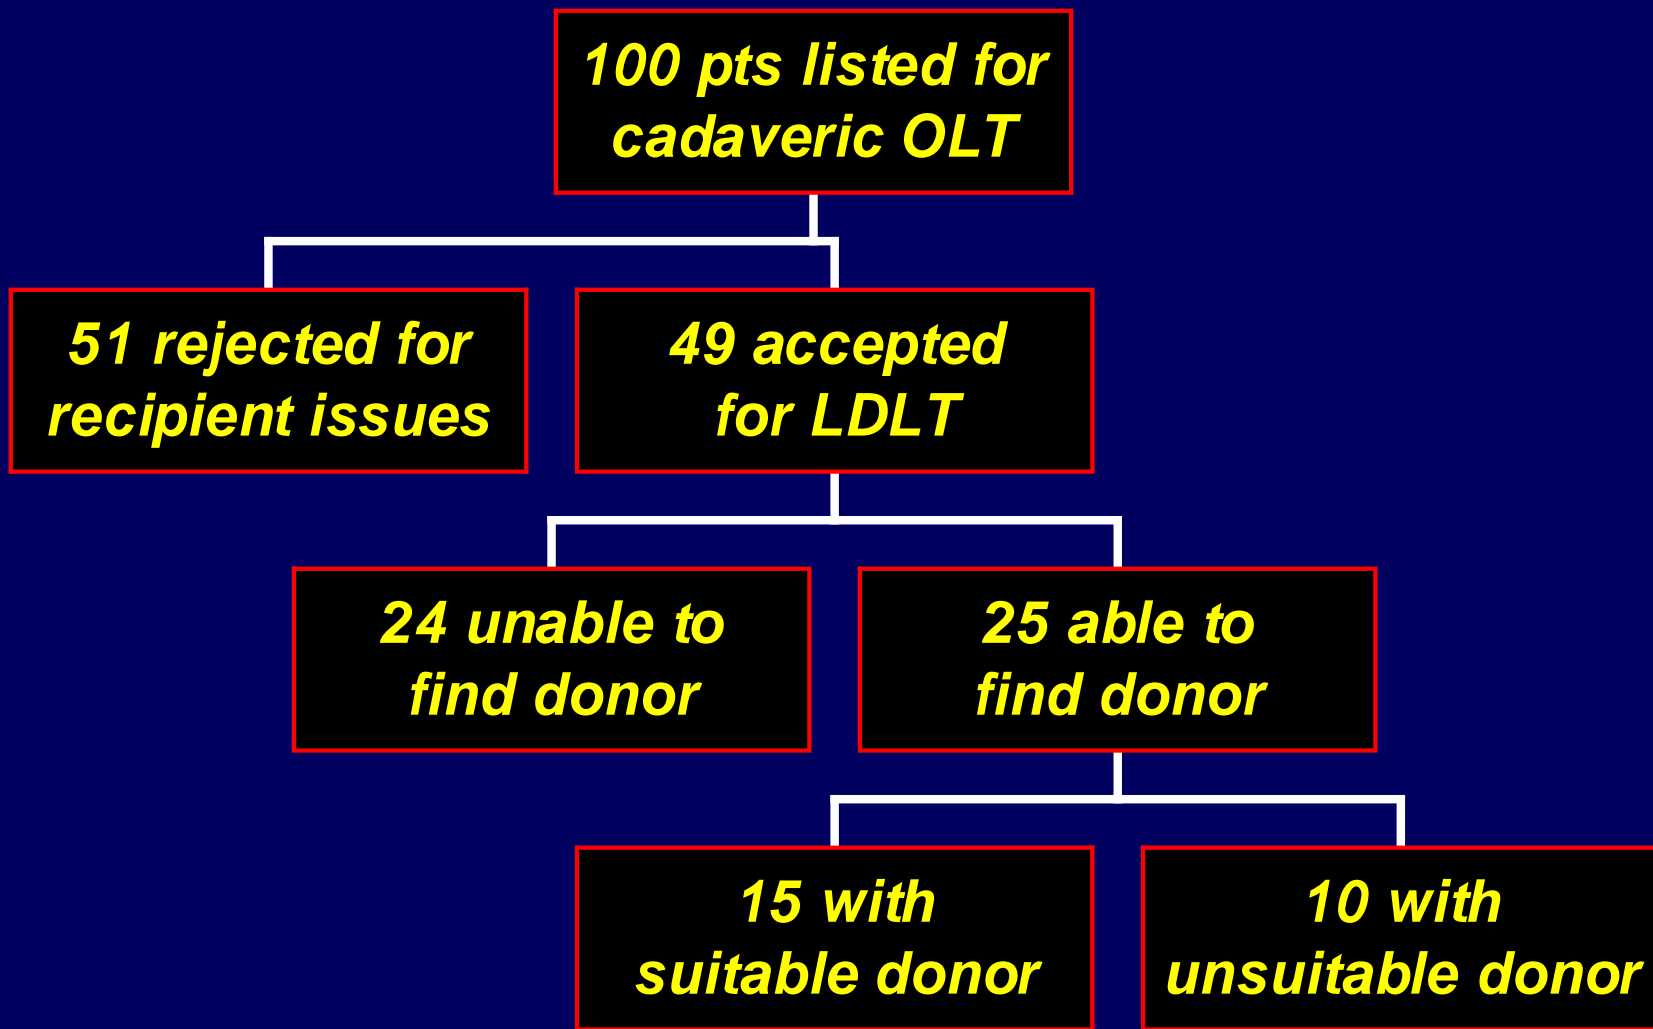 100 pts listed for
cadaveric OLT
51 rejected for
recipient issues
49 accepted
for LDLT
24 unable to
find donor
25 able to
find donor
15 with
suitable donor
10 with
unsuitable donor